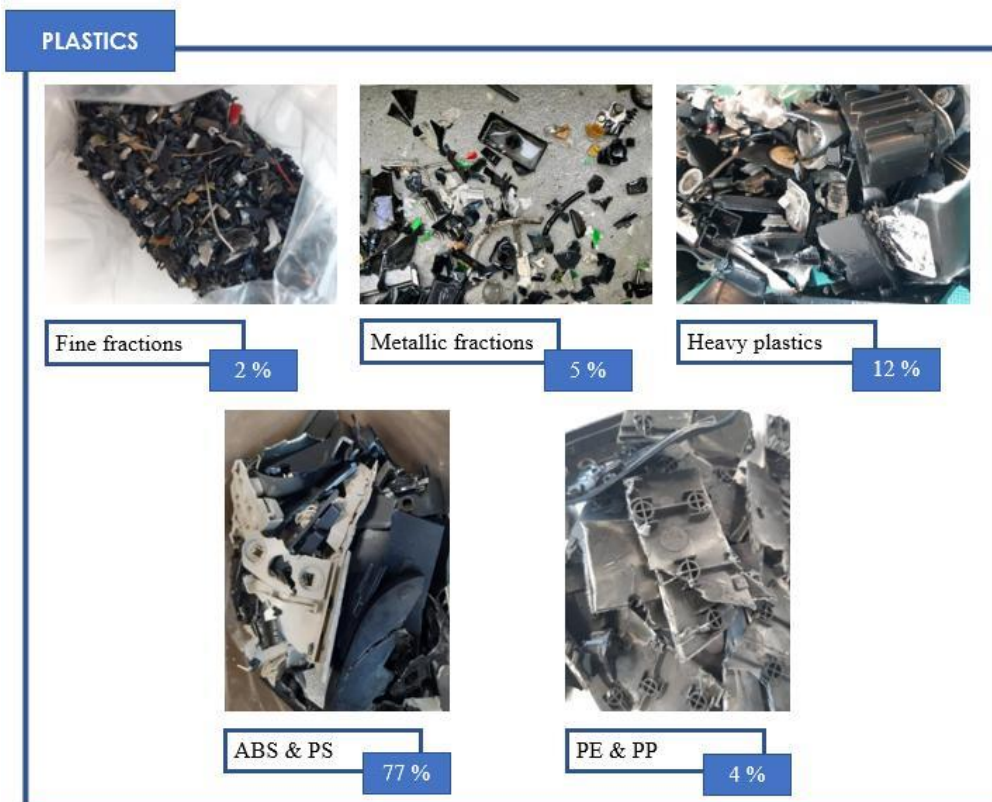 PLASTICS
Fine fractions
2 %
Metallic fractions
5 %
Heavy plastics
12 %
ABS & PS
77 %
PE & PP
4 %